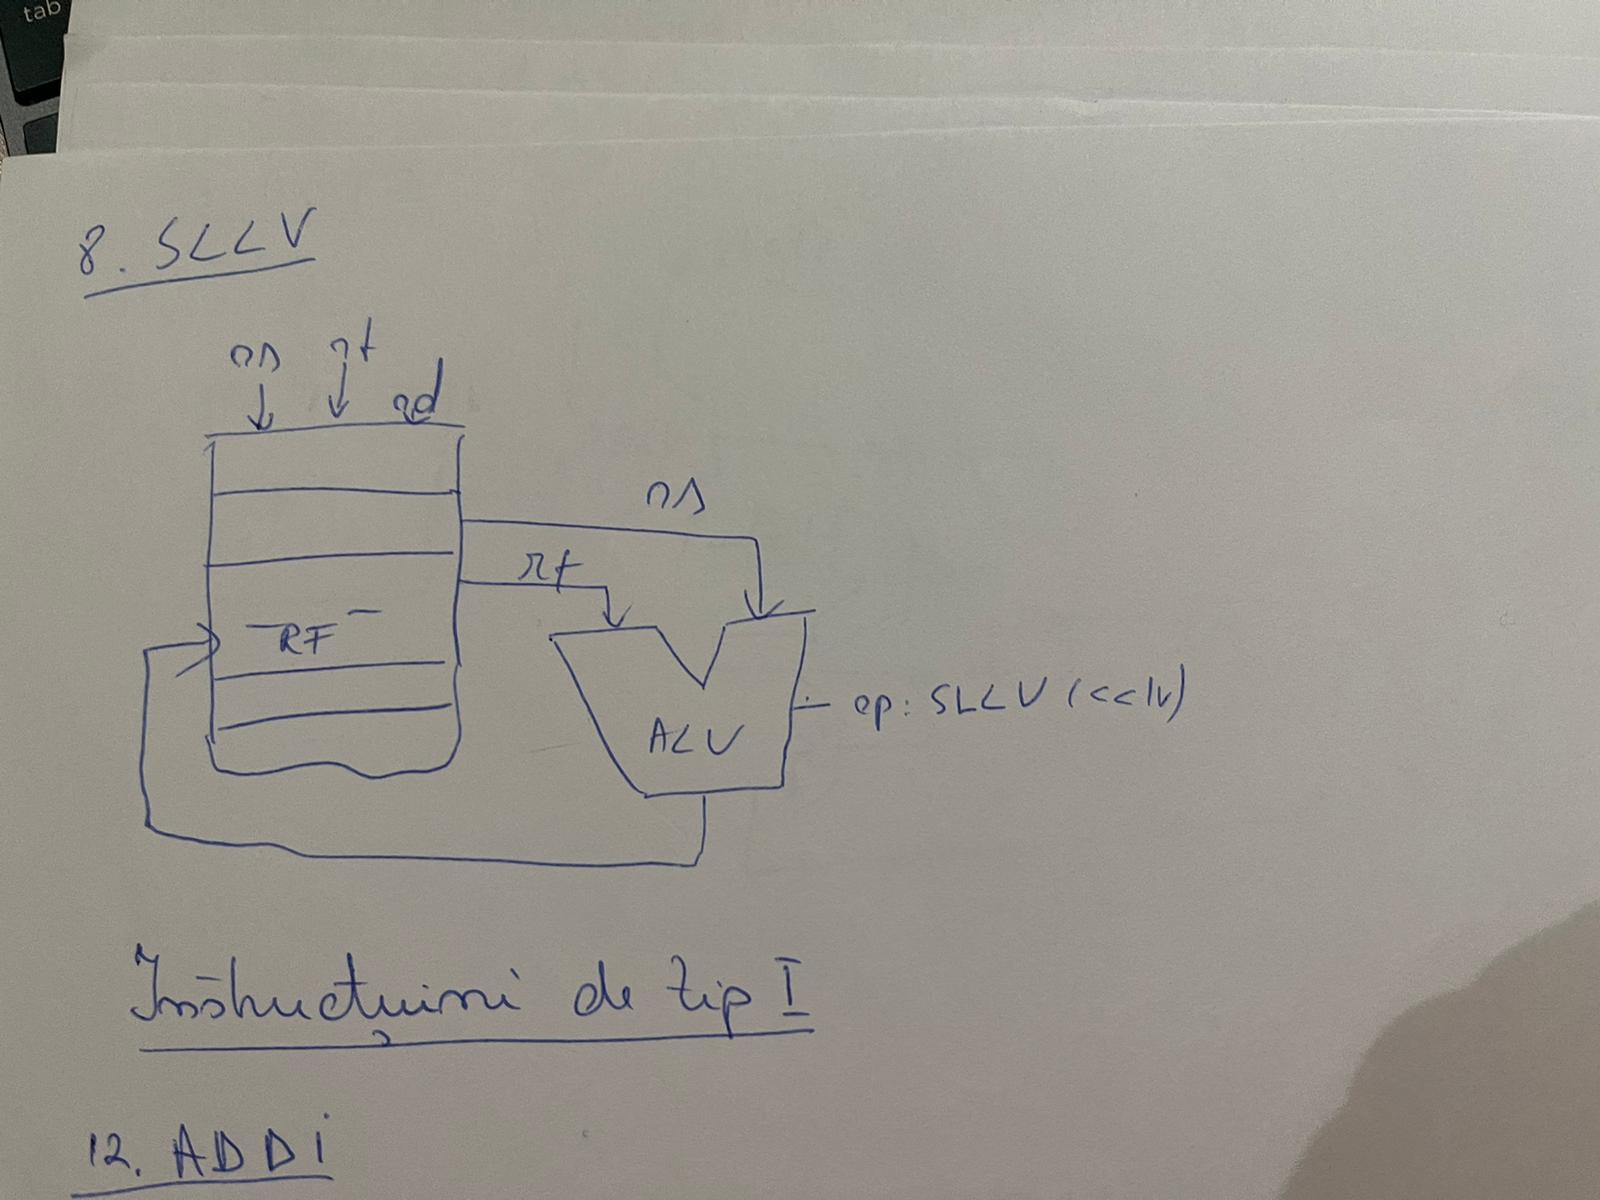 tab
8. SLLV
rs rt rd
rs
rt
RF
ALU
op: SLLV (<<lv)
Instrucțiuni de tip I
12. ADDi